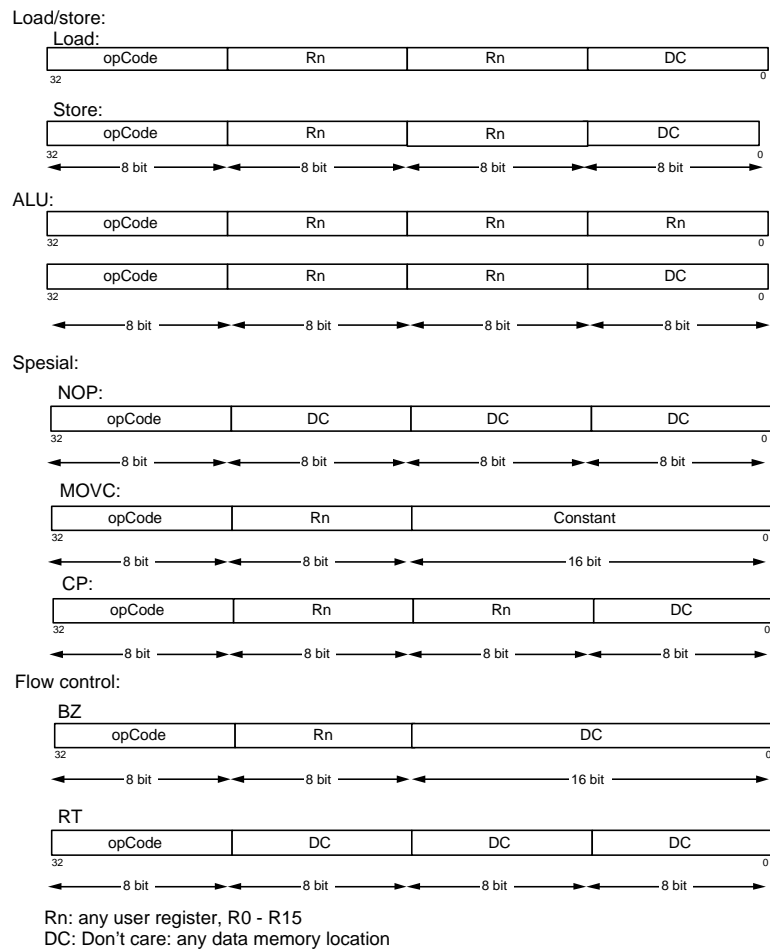 Load/store:
Load:
opCode Rn Rn DC
32 0
Store:
opCode Rn Rn DC
32 0
8 bit 8 bit 8 bit 8 bit
ALU:
opCode Rn Rn Rn
32 0
opCode Rn Rn DC
32 0
8 bit 8 bit 8 bit 8 bit
Spesial:
NOP:
opCode DC DC DC
32 0
8 bit 8 bit 8 bit 8 bit
MOVC:
opCode Rn Constant
32 0
8 bit 8 bit 16 bit
CP:
opCode Rn Rn DC
32 0
8 bit 8 bit 8 bit 8 bit
Flow control:
BZ
opCode Rn DC
32 0
8 bit 8 bit 16 bit
RT
opCode DC DC DC
32 0
8 bit 8 bit 8 bit 8 bit
Rn: any user register, R0 - R15
DC: Don't care: any data memory location